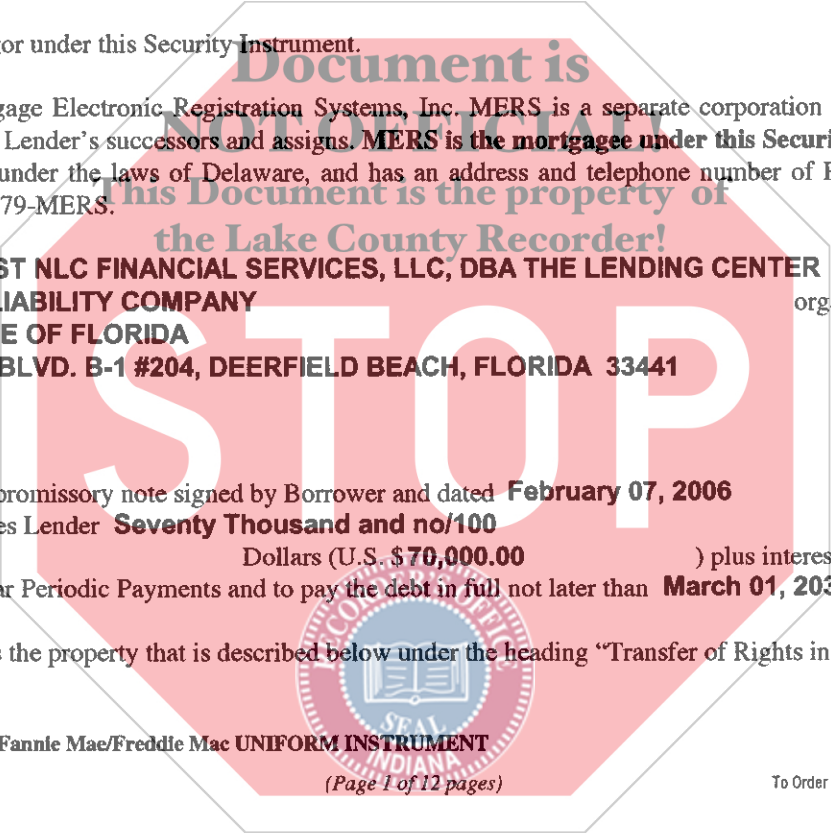 or under this Security Instrument.
Document is
gage Electronic Registration Systems, Inc. MERS is a separate corporation
NOT OFFICIAL!
Lender's successors and assigns. MERS is the mortgagee under this Securi
under the laws of Delaware, and has an address and telephone number of
This Document is the property of
79-MERS.
the Lake County Recorder!
ST NLC FINANCIAL SERVICES, LLC, DBA THE LENDING CENTER
LIABILITY COMPANY org
E OF FLORIDA
BLVD. B-1 #204, DEERFIELD BEACH, FLORIDA 33441
STOP
promissory note signed by Borrower and dated February 07, 2006
es Lender Seventy Thousand and no/100
Dollars (U.S. $70,000.00 ) plus interes
ar Periodic Payments and to pay the debt in full not later than March 01, 203
s the property that is described below under the heading “Transfer of Rights in
RECORDER'S OFFICE
SEAL
INDIANA
Fannie Mae/Freddie Mac UNIFORM INSTRUMENT
(Page 1 of 12 pages)
To Order